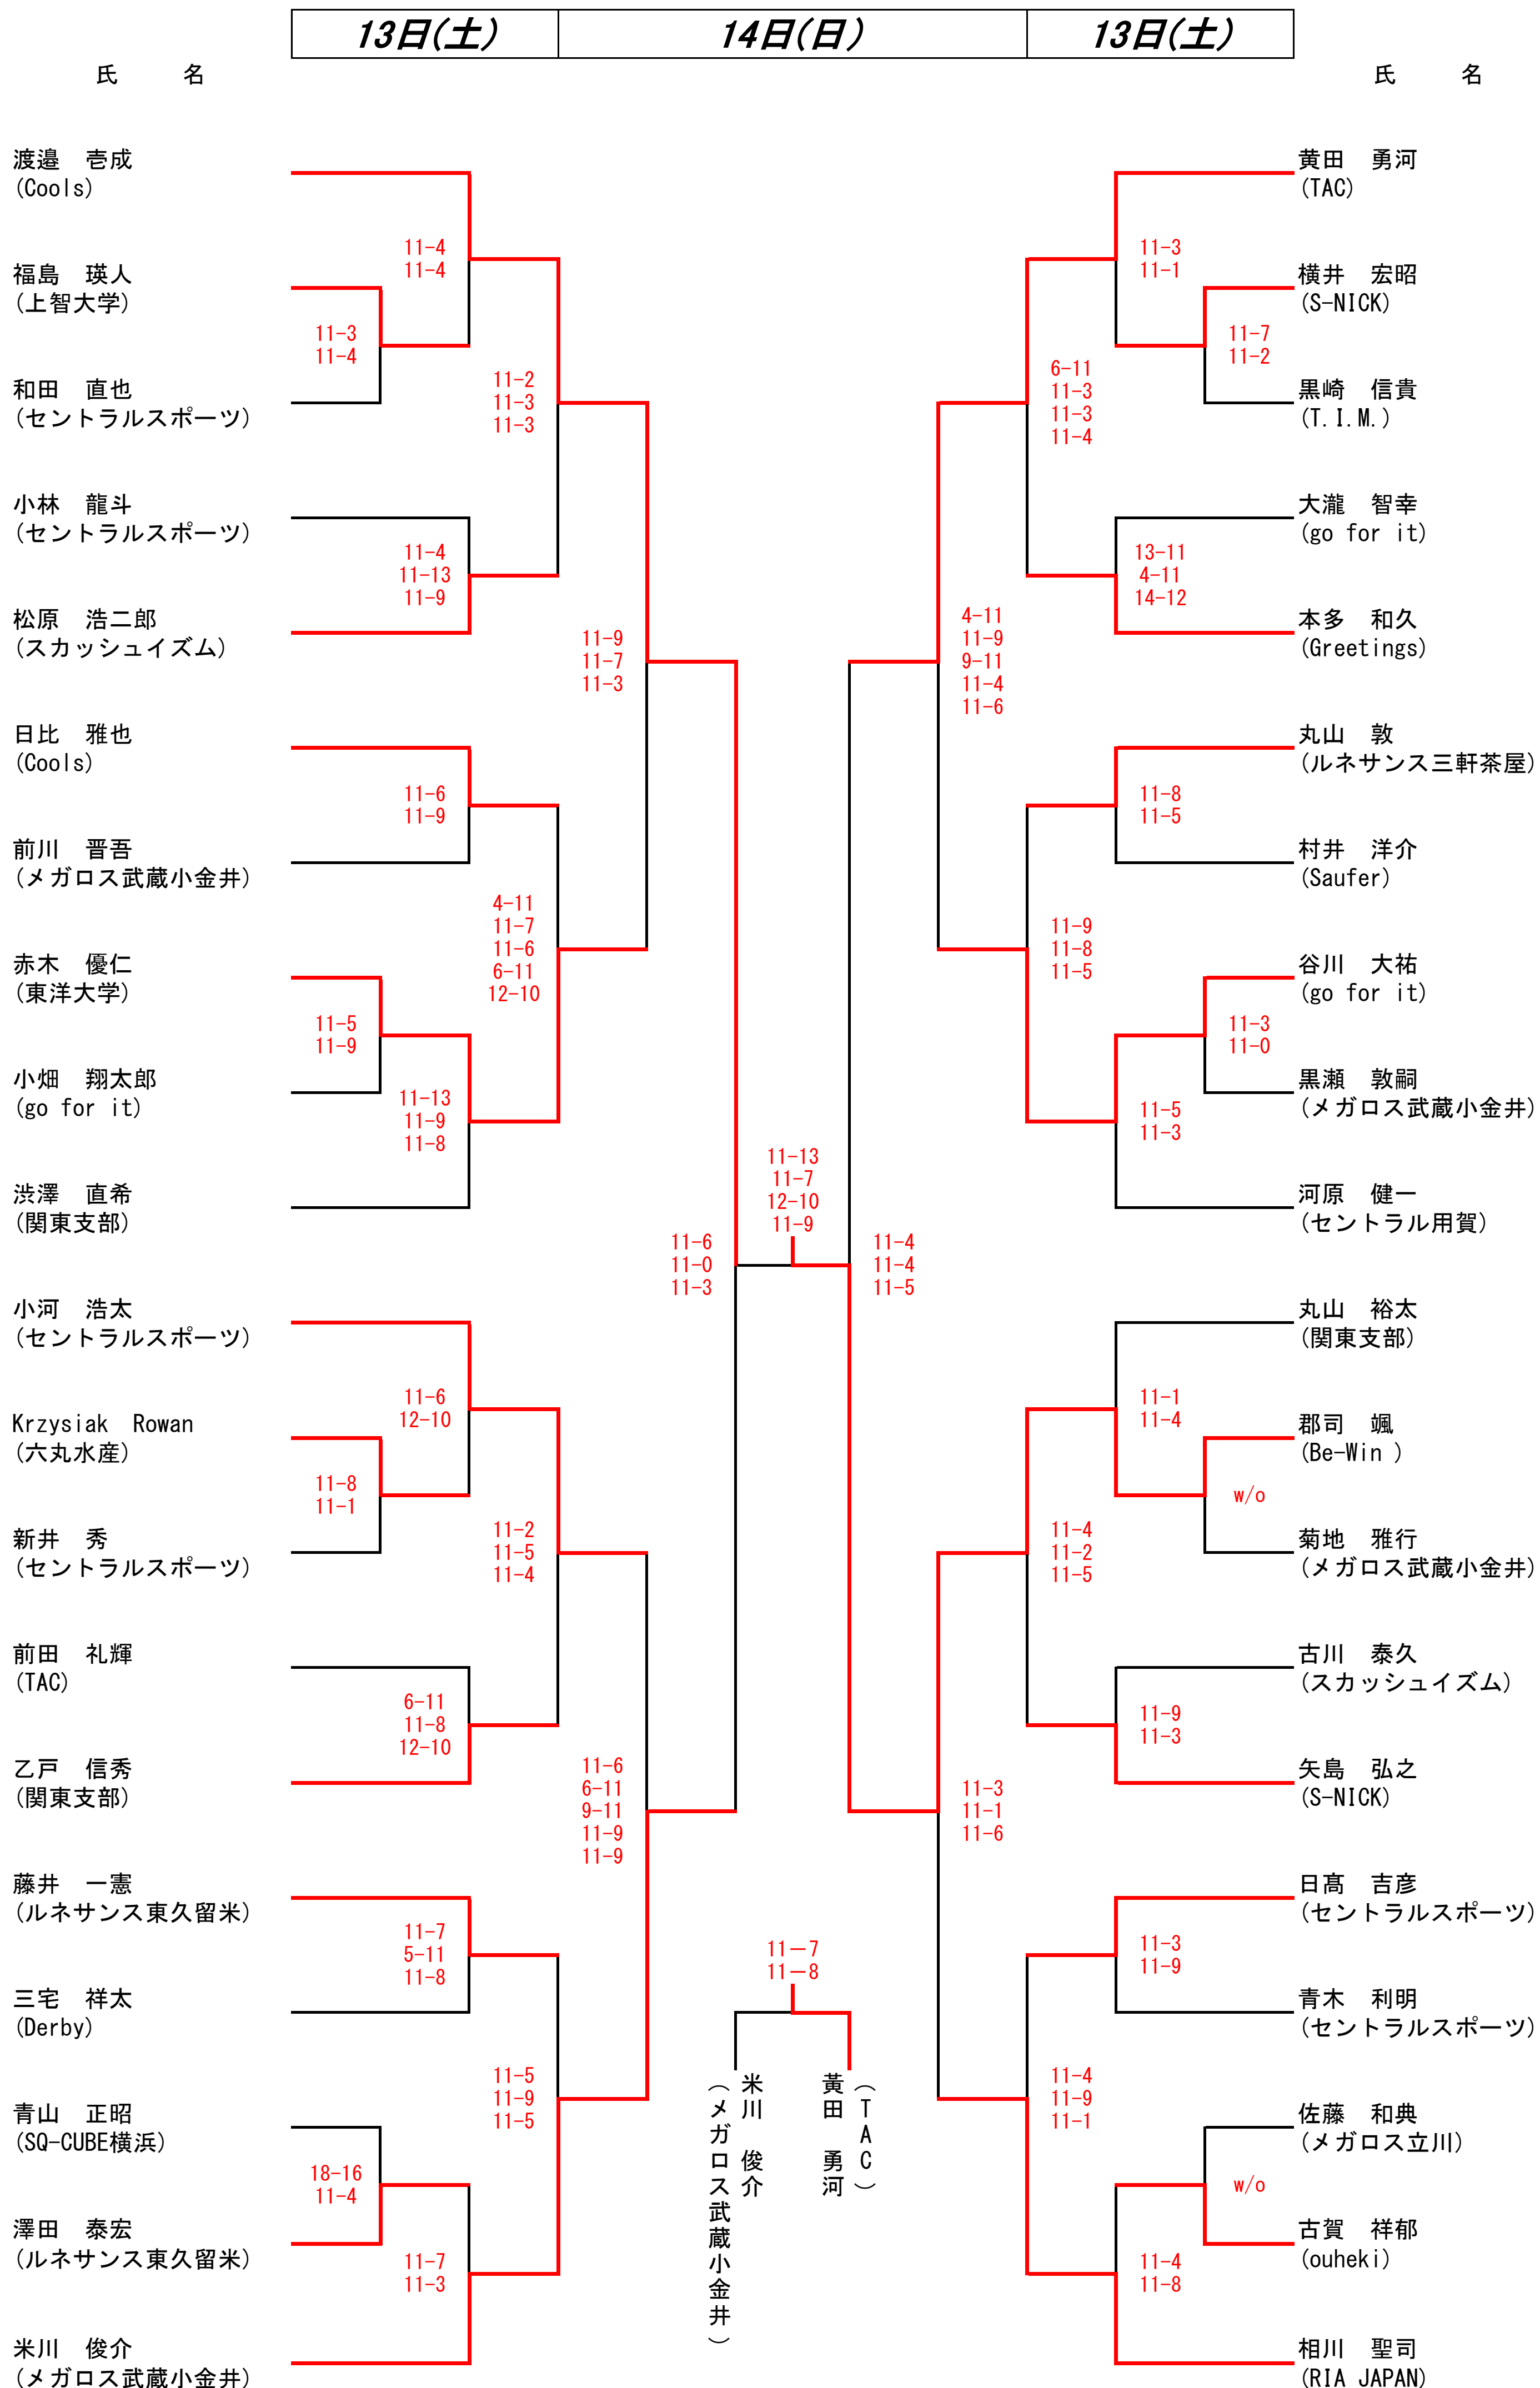 13日(土)
14日(日)
13日(土)
氏　名
氏　名
渡邉　壱成
(Cools)
福島　瑛人
(上智大学)
和田　直也
(セントラルスポーツ)
小林　龍斗
(セントラルスポーツ)
松原　浩二郎
(スカッシュイズム)
日比　雅也
(Cools)
前川　晋吾
(メガロス武蔵小金井)
赤木　優仁
(東洋大学)
小畑　翔太郎
(go for it)
渋澤　直希
(関東支部)
小河　浩太
(セントラルスポーツ)
Krzysiak　Rowan
(六丸水産)
新井　秀
(セントラルスポーツ)
前田　礼輝
(TAC)
乙戸　信秀
(関東支部)
藤井　一憲
(ルネサンス東久留米)
三宅　祥太
(Derby)
青山　正昭
(SQ-CUBE横浜)
澤田　泰宏
(ルネサンス東久留米)
米川　俊介
(メガロス武蔵小金井)
11-3
11-4
11-5
11-9
11-8
11-1
18-16
11-4
11-4
11-4
11-4
11-13
11-9
11-6
11-9
11-13
11-9
11-8
11-6
12-10
6-11
11-8
12-10
11-7
5-11
11-8
11-7
11-3
11-2
11-3
11-3
4-11
11-7
11-6
6-11
12-10
11-2
11-5
11-4
11-5
11-9
11-5
11-9
11-7
11-3
11-6
6-11
9-11
11-9
11-9
11-6
11-0
11-3
11-13
11-7
12-10
11-9
11-4
11-4
11-5
11－7
11－8
米川　俊介
(メガロス武蔵小金井)
黃田　勇河
(TAC)
4-11
11-9
9-11
11-4
11-6
11-3
11-1
11-6
6-11
11-3
11-3
11-4
11-9
11-8
11-5
11-4
11-2
11-5
11-4
11-9
11-1
11-3
11-1
13-11
4-11
14-12
11-8
11-5
11-5
11-3
11-1
11-4
11-9
11-3
11-3
11-9
11-4
11-8
11-7
11-2
11-3
11-0
w/o
w/o
黄田　勇河
(TAC)
横井　宏昭
(S-NICK)
黒崎　信貴
(T.I.M.)
大瀧　智幸
(go for it)
本多　和久
(Greetings)
丸山　敦
(ルネサンス三軒茶屋)
村井　洋介
(Saufer)
谷川　大祐
(go for it)
黒瀬　敦嗣
(メガロス武蔵小金井)
河原　健一
(セントラル用賀)
丸山　裕太
(関東支部)
郡司　颯
(Be-Win )
菊地　雅行
(メガロス武蔵小金井)
古川　泰久
(スカッシュイズム)
矢島　弘之
(S-NICK)
日髙　吉彦
(セントラルスポーツ)
青木　利明
(セントラルスポーツ)
佐藤　和典
(メガロス立川)
古賀　祥郁
(ouheki)
相川　聖司
(RIA JAPAN)